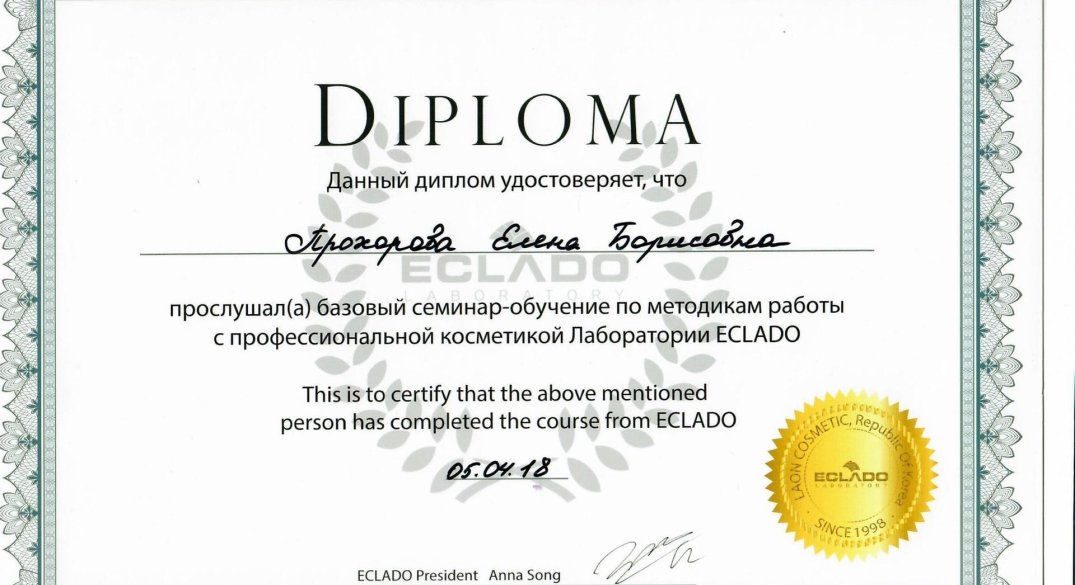 DIPLOMA
Данный диплом удостоверяет, что
Прохорова Елена Борисовна
ECLADO
LABORATORY
прослушал(а) базовый семинар-обучение по методикам работы
с профессиональной косметикой Лаборатории ECLADO
This is to certify that the above mentioned
person has completed the course from ECLADO
05.04.18
LAON COSMETIC, Republic Of Korea
ECLADO
LABORATORY
SINCE 1998
ECLADO President Anna Song